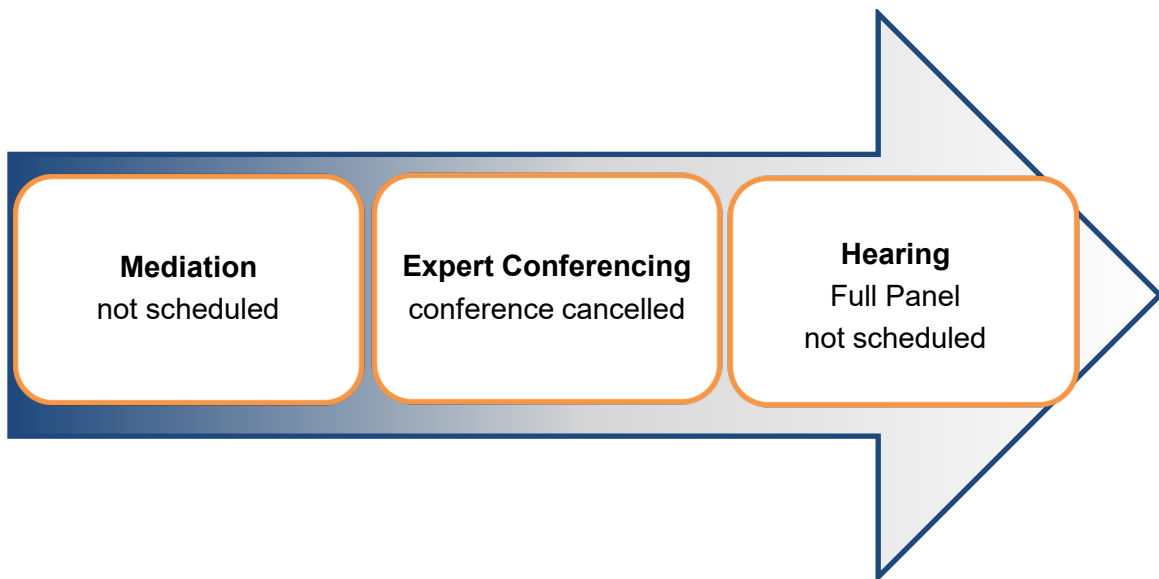 Mediation
not scheduled
Expert Conferencing
conference cancelled
Hearing
Full Panel
not scheduled